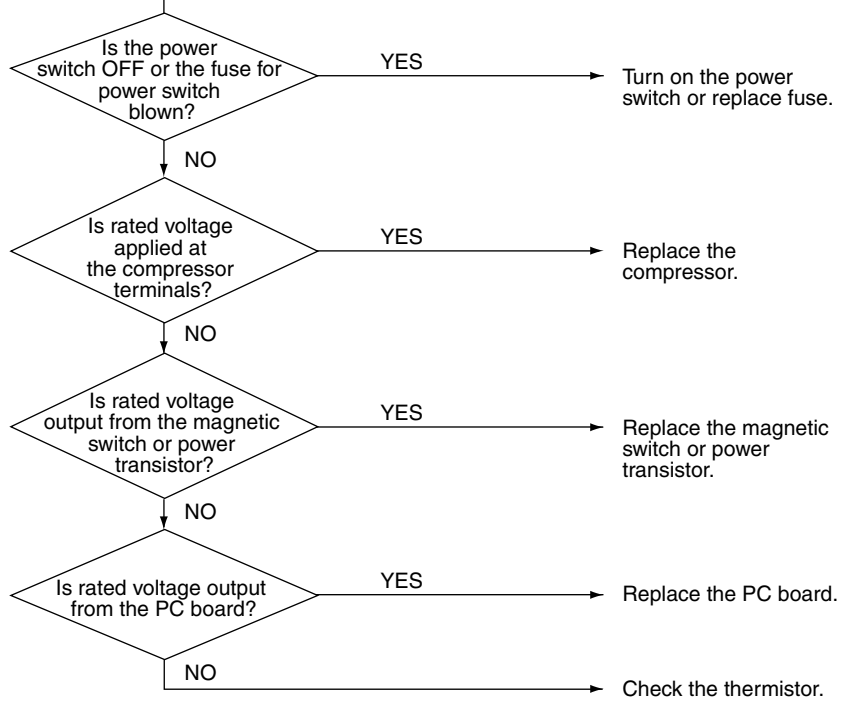 Is the power
switch OFF or the fuse for
power switch
blown?
YES
Turn on the power
switch or replace fuse.
NO
Is rated voltage
applied at
the compressor
terminals?
YES
Replace the
compressor.
NO
Is rated voltage
output from the magnetic
switch or power
transistor?
YES
Replace the magnetic
switch or power
transistor.
NO
Is rated voltage output
from the PC board?
YES
Replace the PC board.
NO
Check the thermistor.